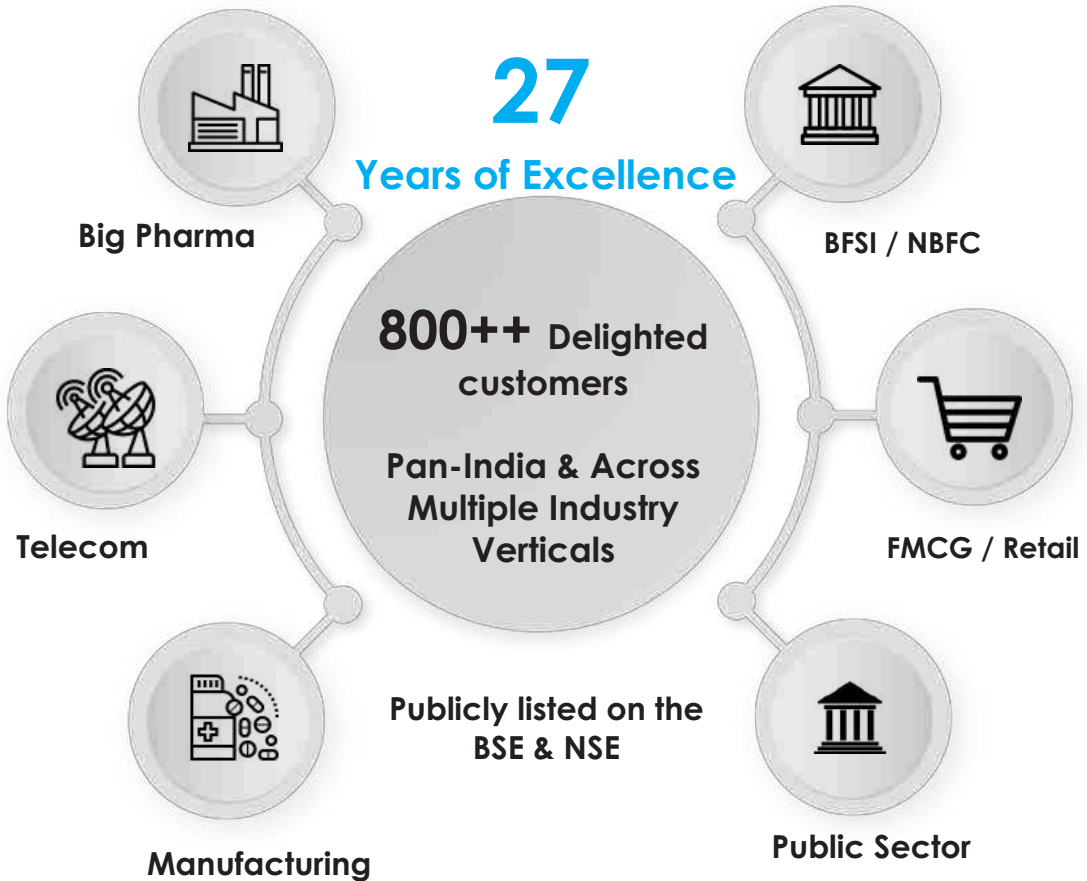 27
Years of Excellence
Big Pharma
BFSI / NBFC
800++ Delighted
customers
Pan-India & Across
Multiple Industry
Verticals
Telecom
FMCG / Retail
Publicly listed on the
BSE & NSE
Manufacturing
Public Sector